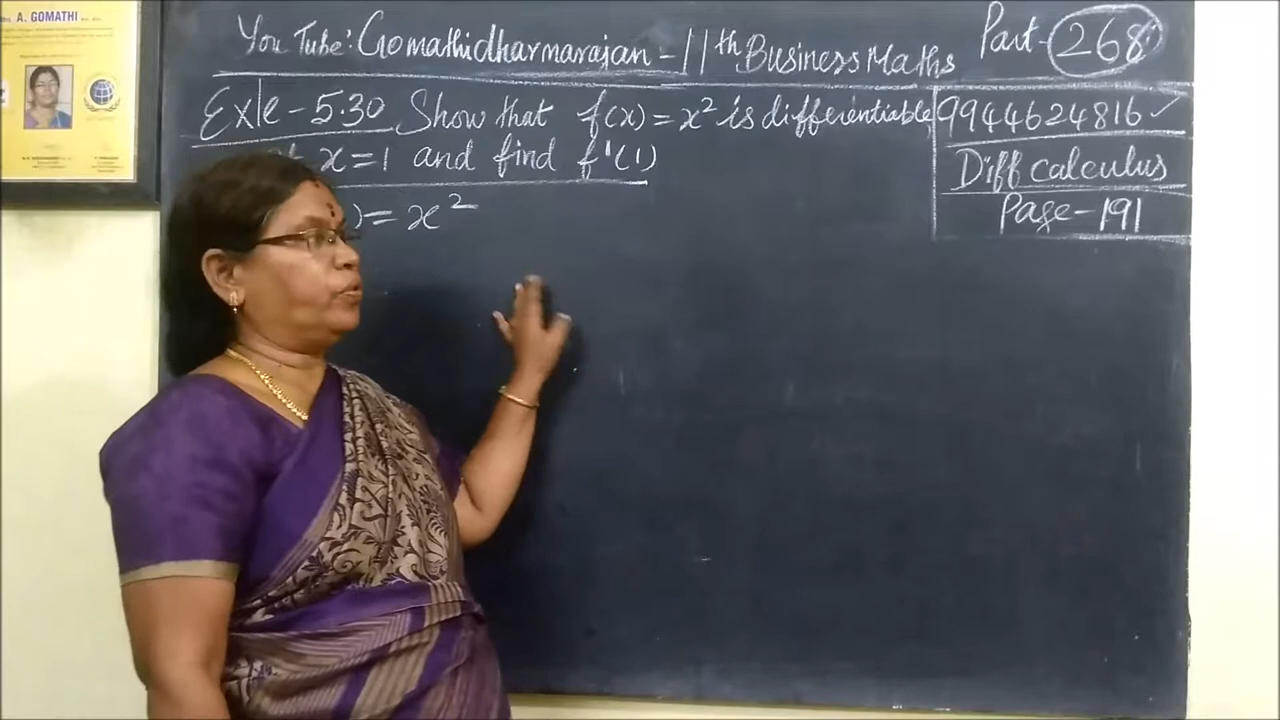 Mrs. A. GOMATHI
You Tube: Gomathidharmarajan - 11th Business Maths Part - 268
Exle - 5.30 Show that f(x) = x² is differentiable
at x = 1 and find f'(1)
) = x²
9944624816 ✓
Diff calculus
Page - 191